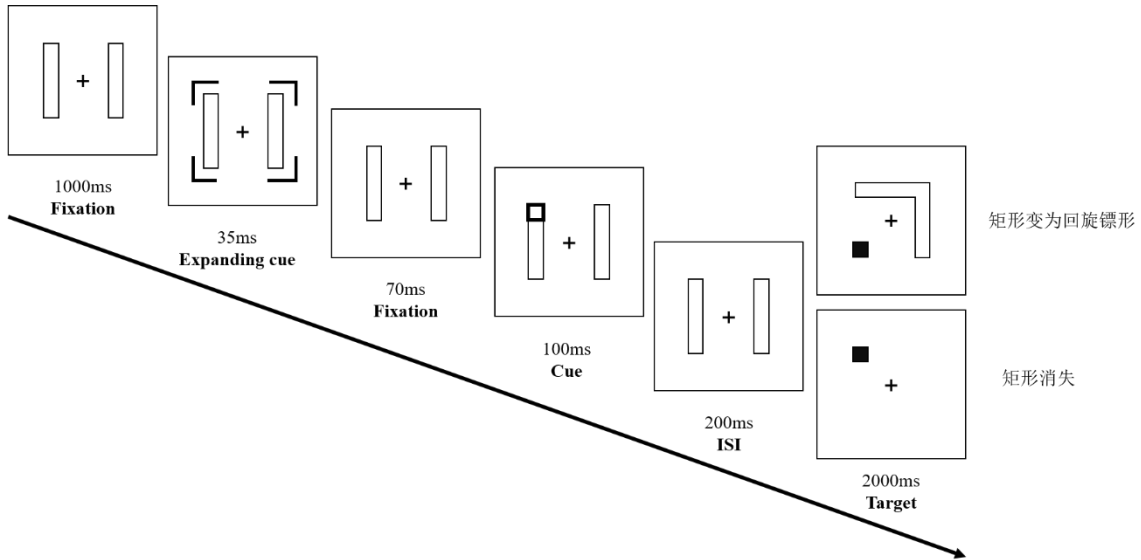 1000ms
Fixation
35ms
Expanding cue
70ms
Fixation
100ms
Cue
200ms
ISI
矩形变为回旋镖形
矩形消失
2000ms
Target